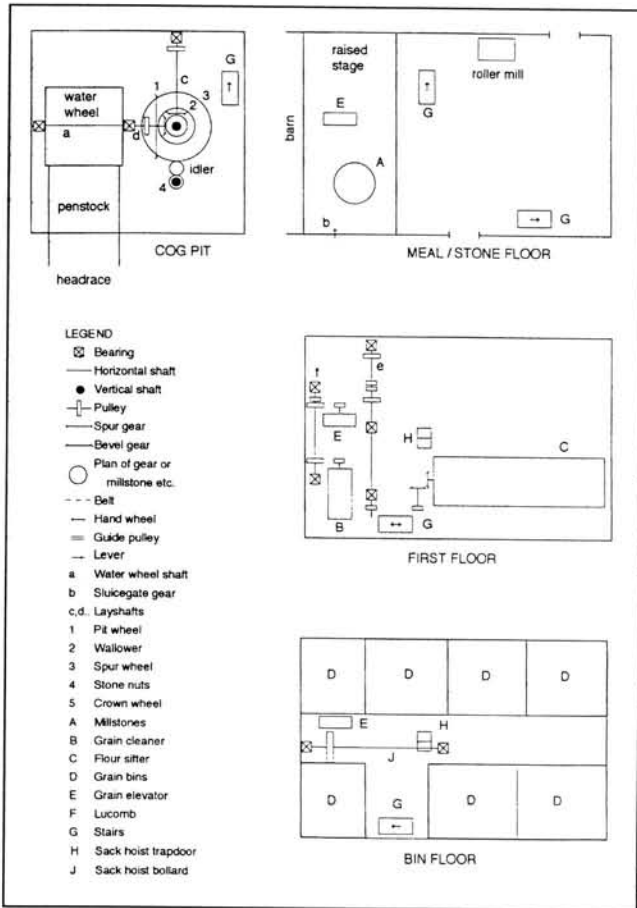 water
wheel
a
1
2
3
c
d
G
idler
4
penstock
COG PIT
headrace
raised
stage
E
A
barn
b
roller mill
G
G
MEAL / STONE FLOOR
LEGEND
Bearing
Horizontal shaft
Vertical shaft
Pulley
Spur gear
Bevel gear
Plan of gear or
millstone etc.
Belt
Hand wheel
Guide pulley
Lever
a Water wheel shaft
b Sluicegate gear
c,d.. Layshafts
1 Pit wheel
2 Wallower
3 Spur wheel
4 Stone nuts
5 Crown wheel
A Millstones
B Grain cleaner
C Flour sifter
D Grain bins
E Grain elevator
F Lucomb
G Stairs
H Sack hoist trapdoor
J Sack hoist bollard
f
e
E
H
C
B
G
FIRST FLOOR
D
D
D
D
E
H
J
D
G
D
D
BIN FLOOR